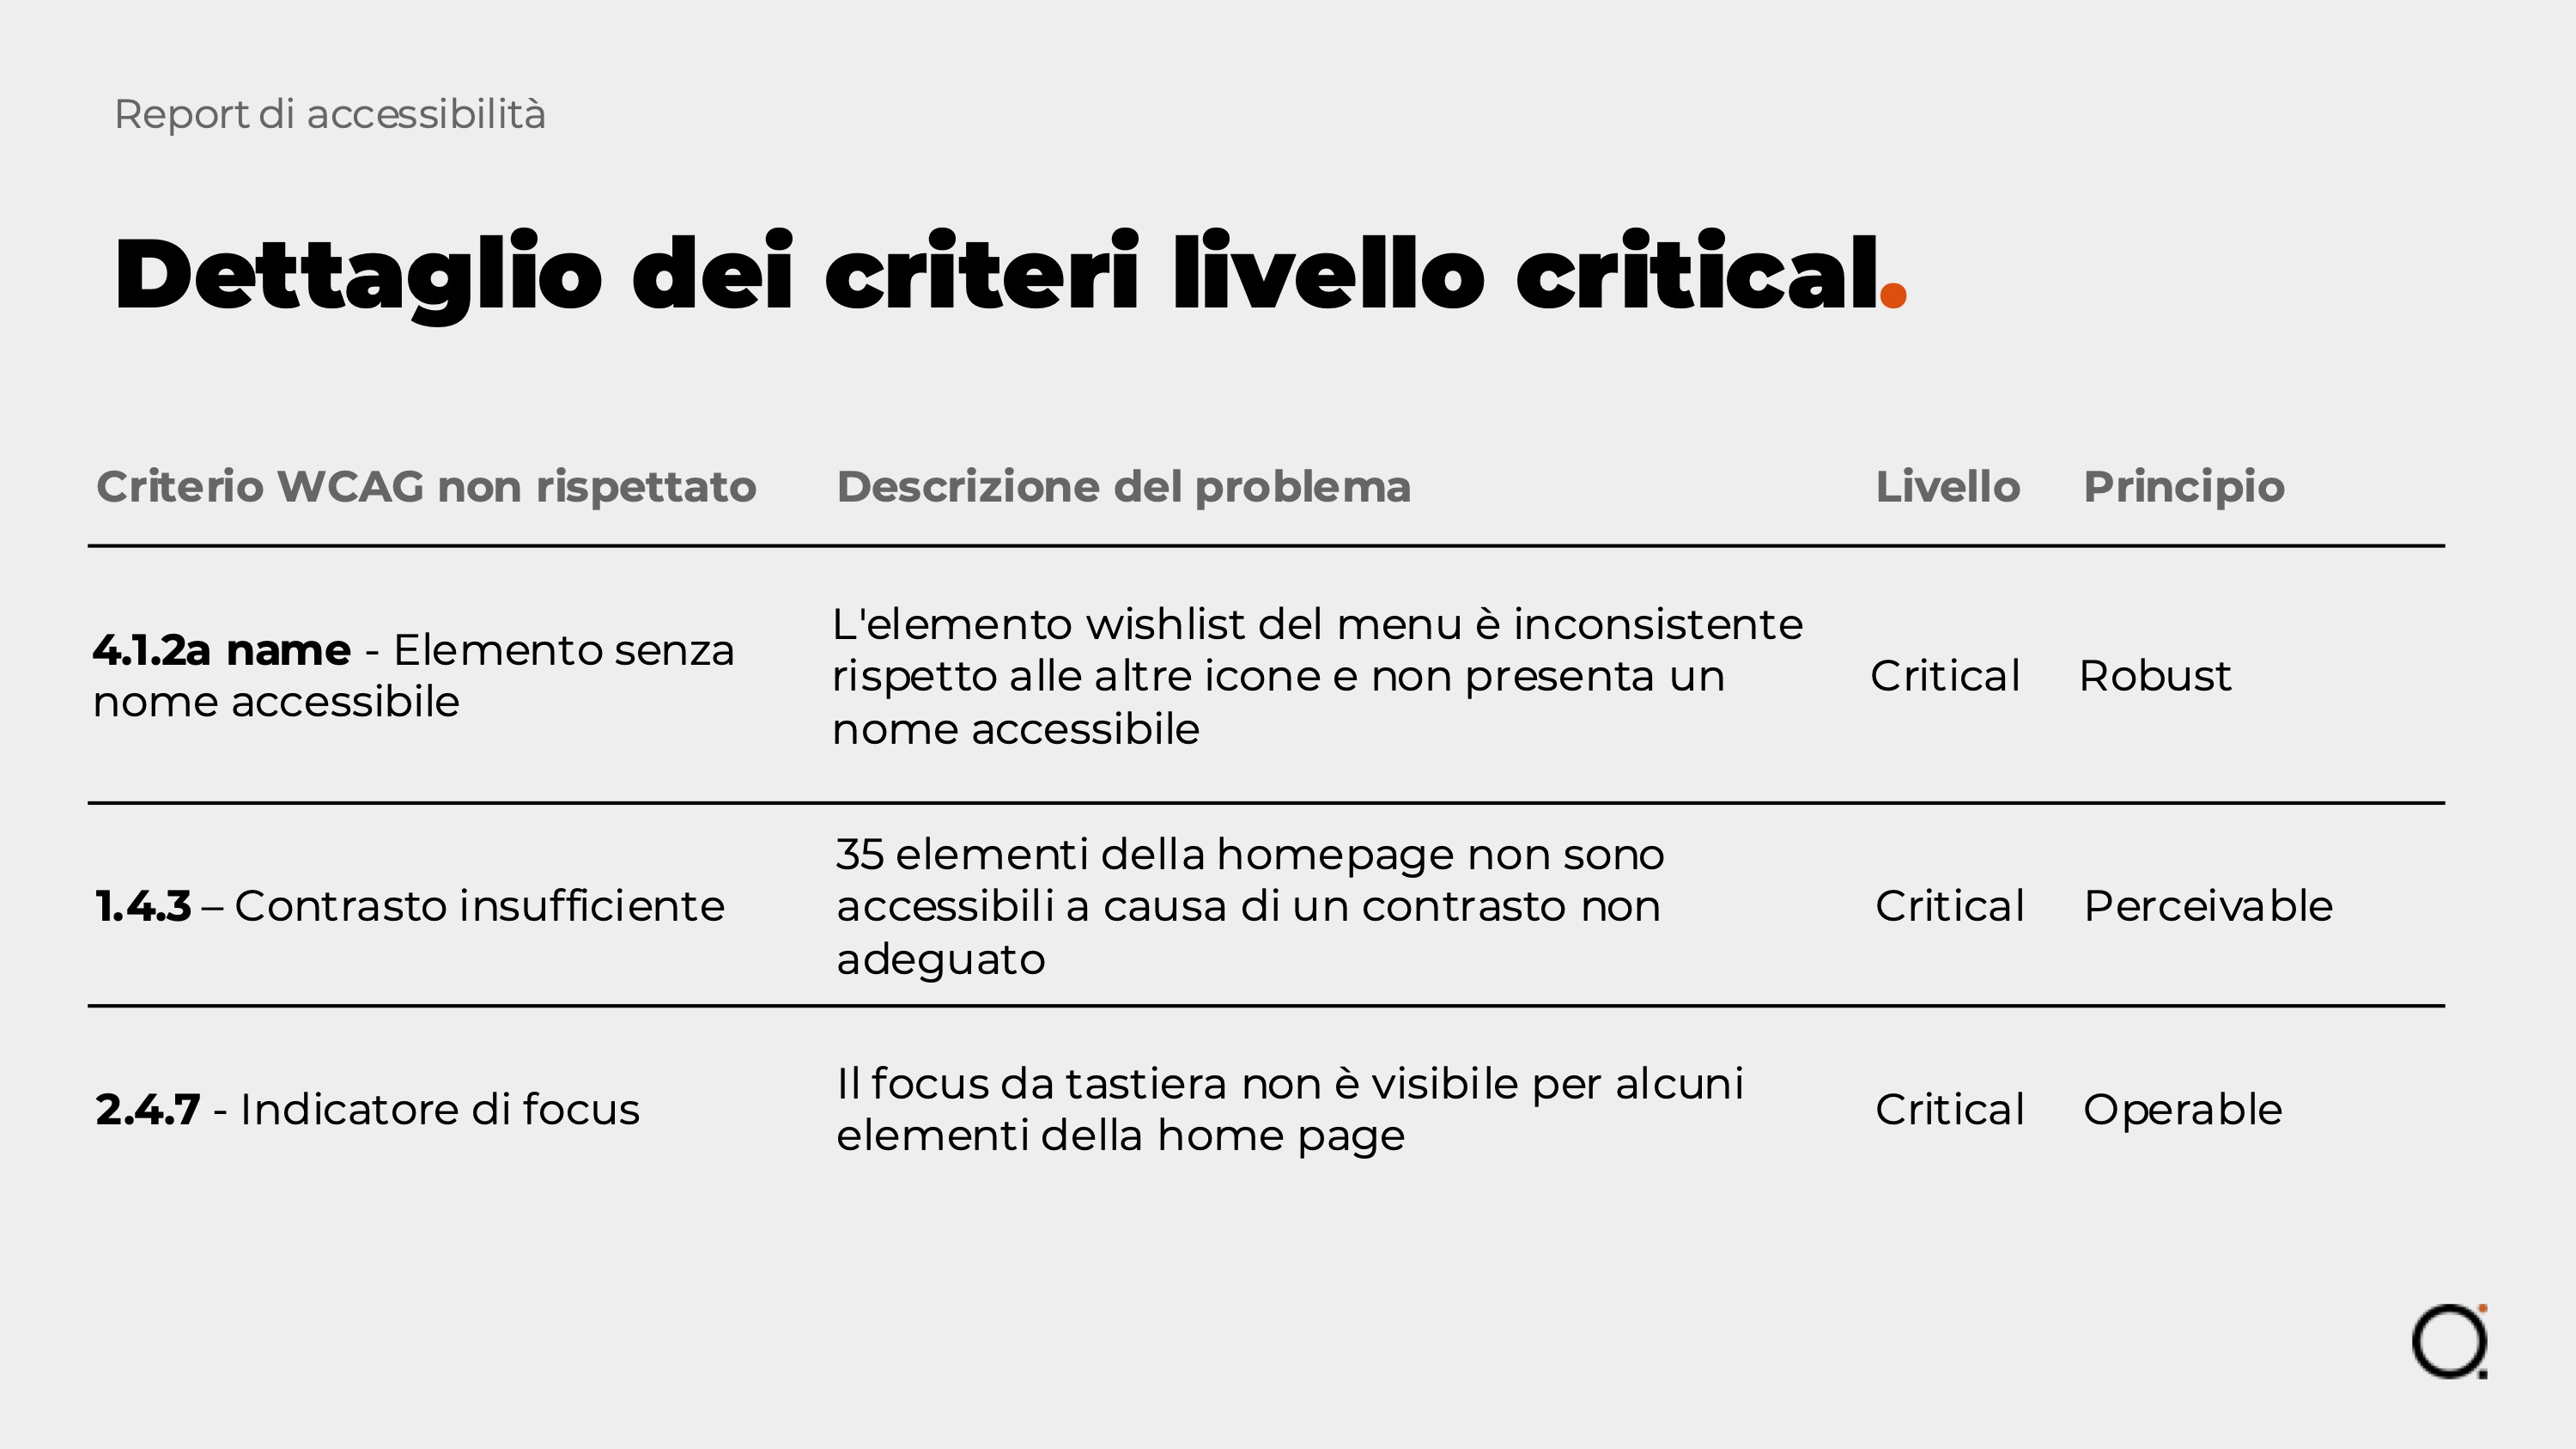 Report di accessibilità
Dettaglio dei criteri livello critical.
Criterio WCAG non rispettato Descrizione del problema Livello Principio
4.1.2a name - Elemento senza
nome accessibile
L'elemento wishlist del menu è inconsistente
rispetto alle altre icone e non presenta un
nome accessibile
Critical
Robust
1.4.3 – Contrasto insufficiente
35 elementi della homepage non sono
accessibili a causa di un contrasto non
adeguato
Critical
Perceivable
2.4.7 - Indicatore di focus
Il focus da tastiera non è visibile per alcuni
elementi della home page
Critical
Operable